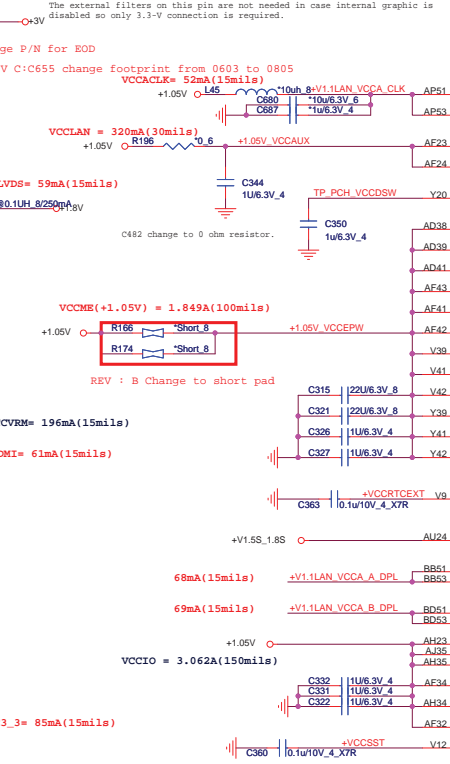 The external filters on this pin are not needed in case internal graphic is
disabled so only 3.3-V connection is required.
+3V
ge P/N for EOD
V C:C655 change footprint from 0603 to 0805
VCCACLK= 52mA(15mils)
+1.05V L45 *10uh_8 +V1.1LAN_VCCA_CLK AP51
C680 *10u/6.3V_6
C687 *1u/6.3V_4 AP53
VCCLAN = 320mA(30mils)
+1.05V R196 *0_6 +1.05V_VCCAUX AF23
AF24
LVDS= 59mA(15mils)
C344
1U/6.3V_4
TP_PCH_VCCDSW Y20
0.1UH_8/250mA +1.8V
C350
1u/6.3V_4
C482 change to 0 ohm resistor.
AD38
AD39
AD41
AF43
VCCME(+1.05V) = 1.849A(100mils)
AF41
+1.05V R166 *Short_8 +1.05V_VCCEPW AF42
R174 *Short_8 V39
V41
REV : B Change to short pad
C315 22U/6.3V_8 V42
C321 22U/6.3V_8 Y39
CVRM= 196mA(15mils)
C326 1U/6.3V_4 Y41
DMI= 61mA(15mils)
C327 1U/6.3V_4 Y42
C363 0.1u/10V_4_X7R +VCCRTCEXT V9
+V1.5S_1.8S AU24
BB51
68mA(15mils) +V1.1LAN_VCCA_A_DPL BB53
69mA(15mils) +V1.1LAN_VCCA_B_DPL BD51
BD53
+1.05V AH23
AJ35
VCCIO = 3.062A(150mils) AH35
C332 1U/6.3V_4 AF34
C331 1U/6.3V_4
C322 1U/6.3V_4 AH34
3_3= 85mA(15mils) AF32
C360 0.1u/10V_4_X7R +VCCSST V12